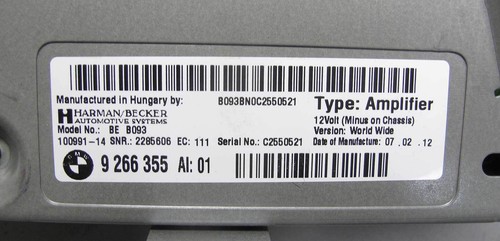 Manufactured in Hungary by: B093BN0C2550521 Type: Amplifier
HARMAN/BECKER
AUTOMOTIVE SYSTEMS
12Volt (Minus on Chassis)
Model No.: BE B093 Version: World Wide
100991-14 SNR.: 2285606 EC: 111 Serial No.: C2550521 Date of Manufacture: 07 . 02 . 12
BMW
9 266 355 AI: 01